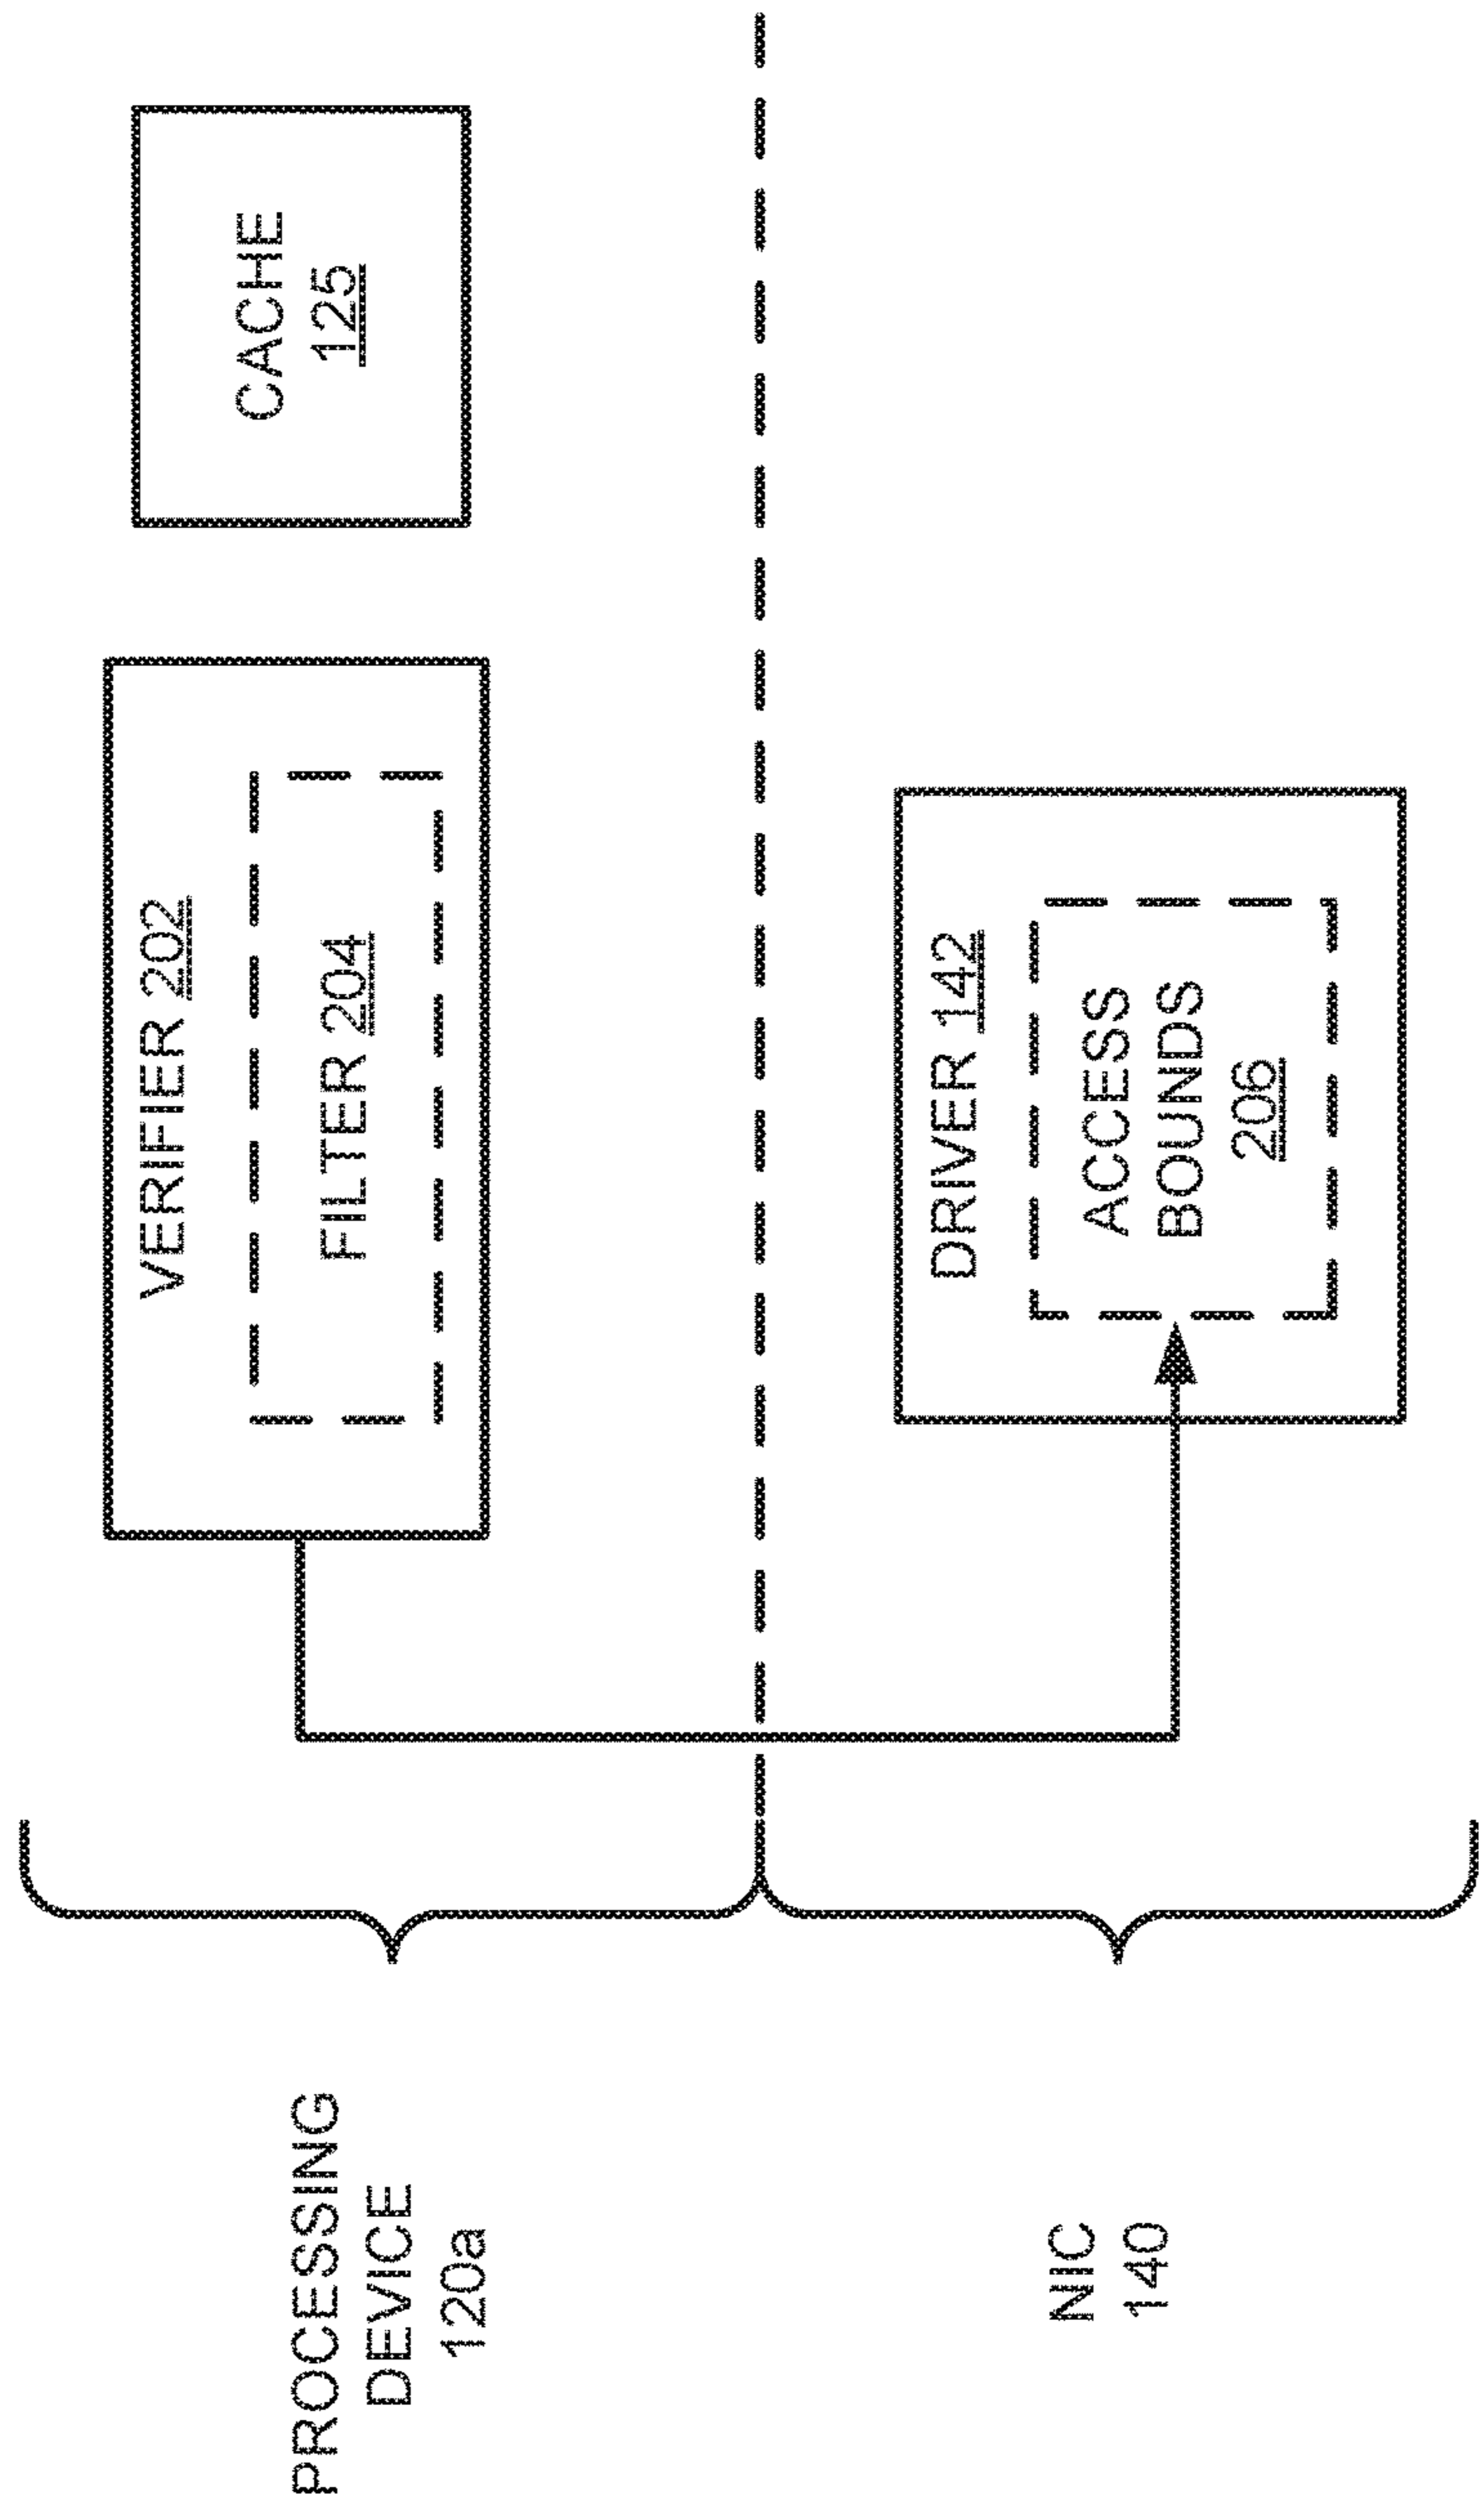 PROCESSING
DEVICE
120a
VERIFIER 202
FILTER 204
CACHE
125
NIC
140
DRIVER 142
ACCESS
BOUNDS
206